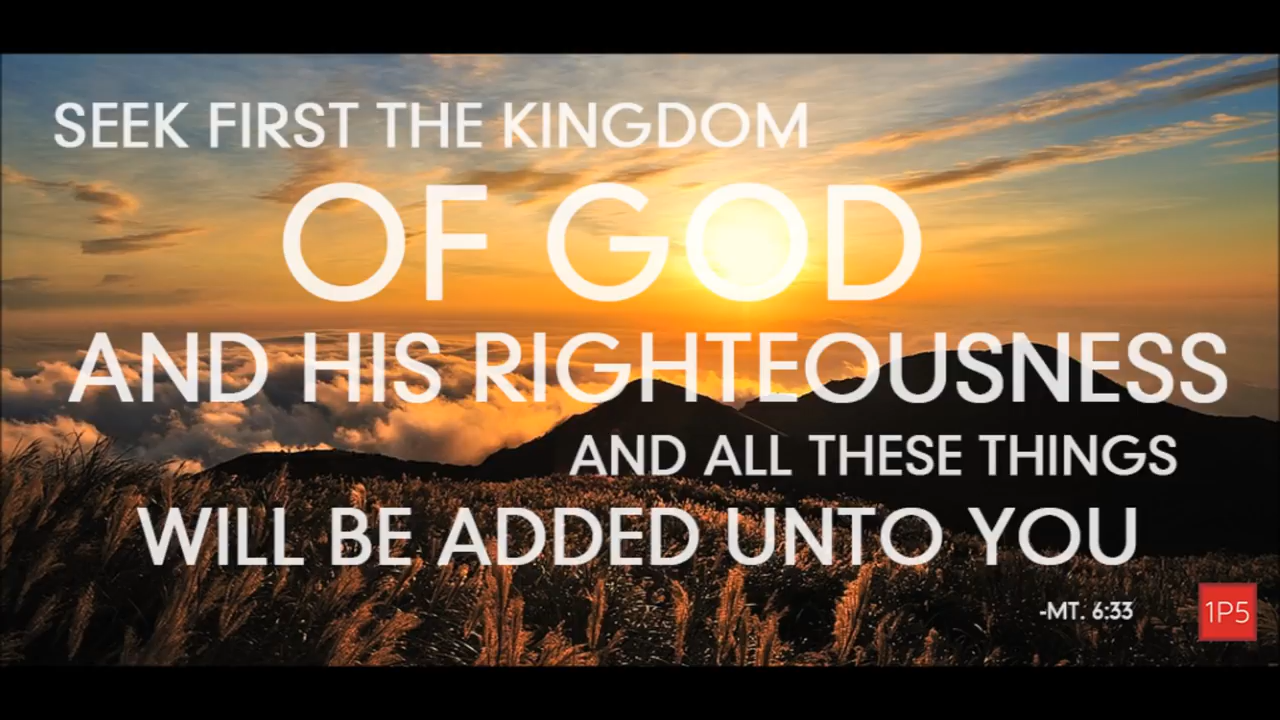 SEEK FIRST THE KINGDOM
OF GOD
AND HIS RIGHTEOUSNESS
AND ALL THESE THINGS
WILL BE ADDED UNTO YOU
-MT. 6:33
1P5